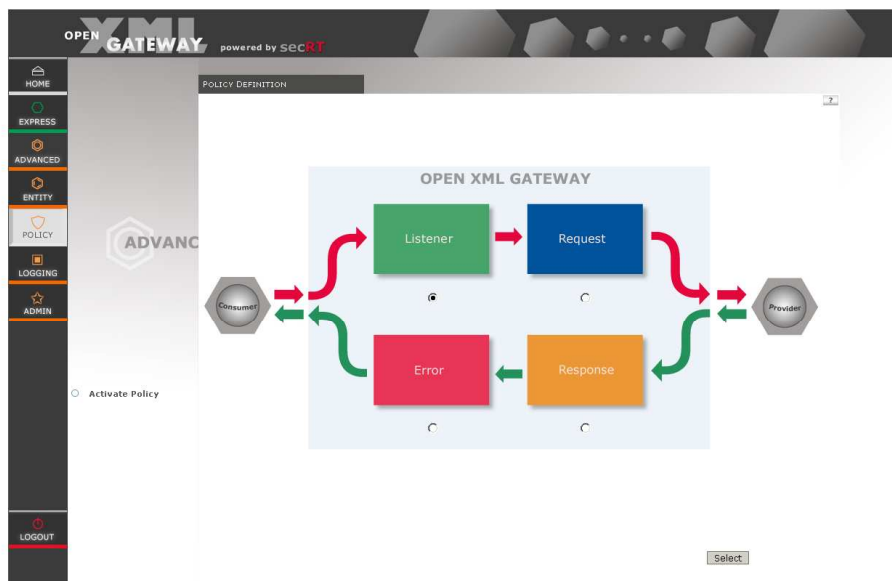 OPEN XML GATEWAY powered by secRT
HOME
EXPRESS
ADVANCED
ENTITY
POLICY
LOGGING
ADMIN
LOGOUT
ADVANC
Activate Policy
POLICY DEFINITION
?
OPEN XML GATEWAY
Listener
Request
Consumer
Provider
Error
Response
Select